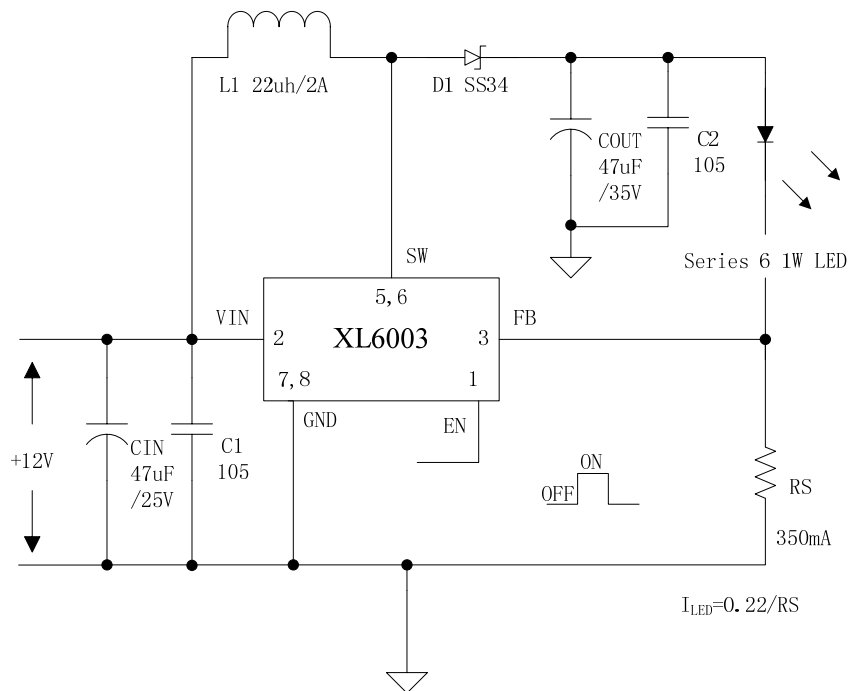 L1 22uh/2A
D1 SS34
COUT
47uF
/35V
C2
105
SW
Series 6 1W LED
5,6
VIN
2
XL6003
3
FB
7,8
1
GND
EN
CIN
47uF
/25V
C1
105
+12V
ON
OFF
RS
350mA
ILED=0.22/RS